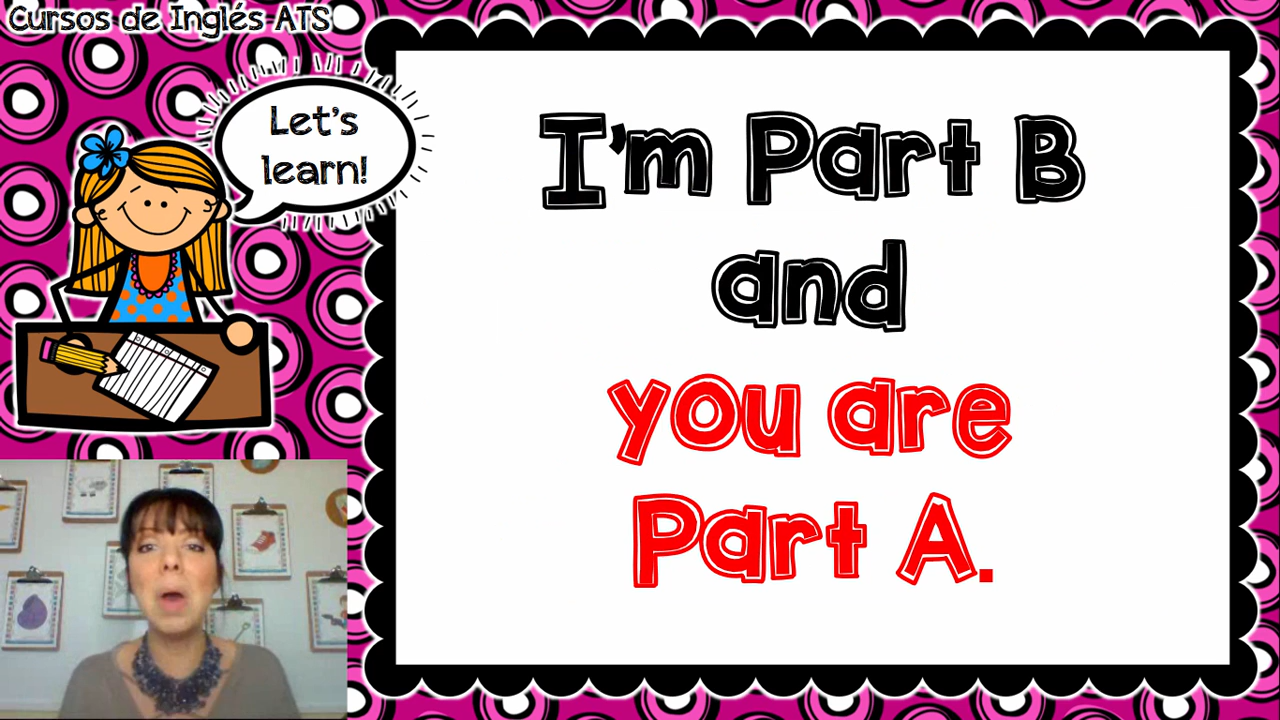 Cursos de Inglés ATS
Let's
learn!
I'm Part B
and
you are
Part A.